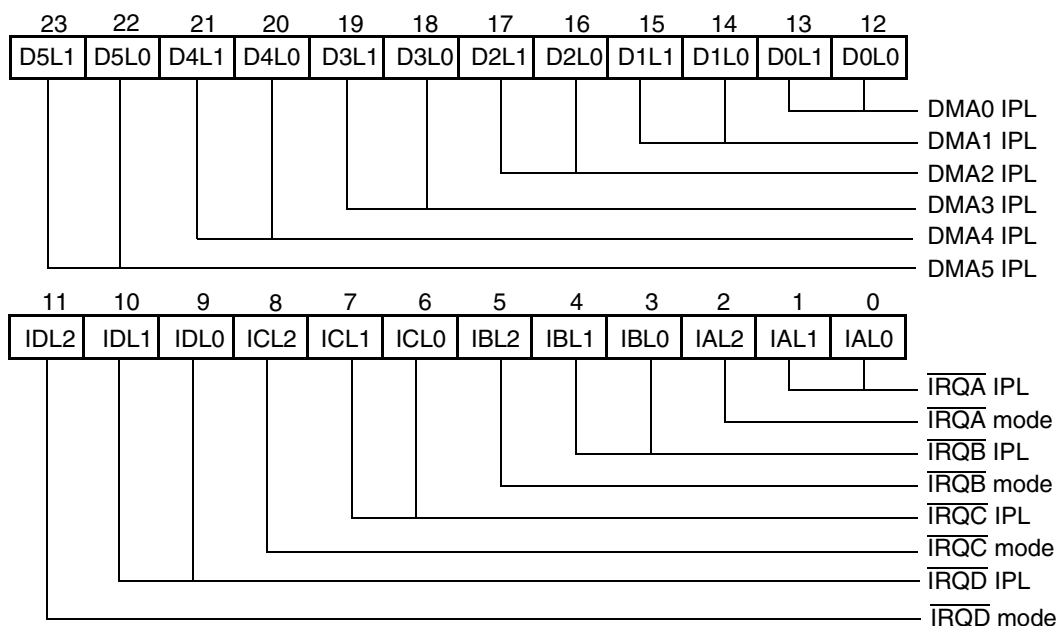 23 22 21 20 19 18 17 16 15 14 13 12
D5L1 D5L0 D4L1 D4L0 D3L1 D3L0 D2L1 D2L0 D1L1 D1L0 D0L1 D0L0
DMA0 IPL
DMA1 IPL
DMA2 IPL
DMA3 IPL
DMA4 IPL
DMA5 IPL
11 10 9 8 7 6 5 4 3 2 1 0
IDL2 IDL1 IDL0 ICL2 ICL1 ICL0 IBL2 IBL1 IBL0 IAL2 IAL1 IAL0
IRQA IPL
IRQA mode
IRQB IPL
IRQB mode
IRQC IPL
IRQC mode
IRQD IPL
IRQD mode